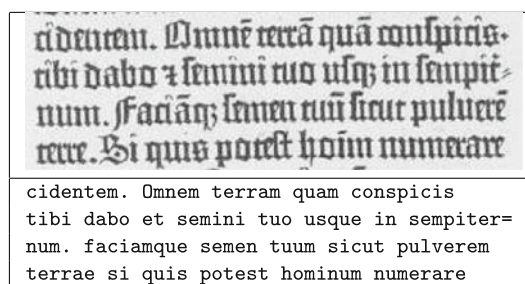 cidentem. Omnē terrā quā conspicis.
tibi dabo ⁊ semini tuo usq; in sempit̄⸗
num. Faciāq; semen tuū sicut puluerē
terre. Si quis potest hoīm numerare
cidentem. Omnem terram quam conspicis
tibi dabo et semini tuo usque in sempiter=
num. faciamque semen tuum sicut pulverem
terrae si quis potest hominum numerare